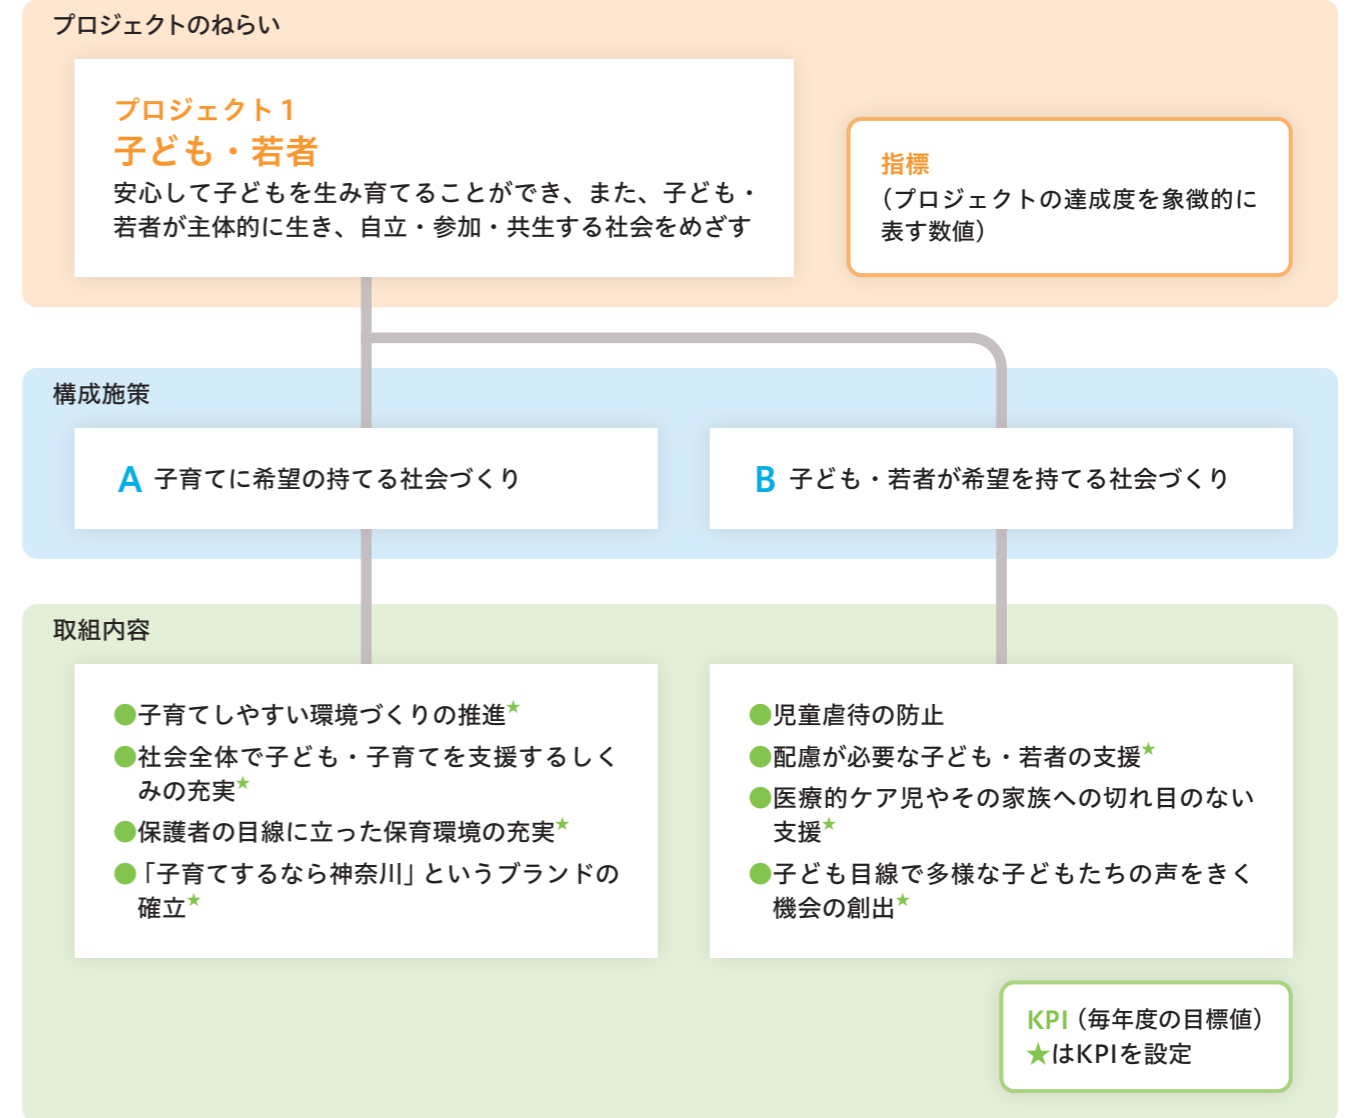 プロジェクトのねらい
プロジェクト1
子ども・若者
安心して子どもを生み育てることができ、また、子ども・
若者が主体的に生き、自立・参加・共生する社会をめざす
指標
（プロジェクトの達成度を象徴的に
表す数値）
構成施策
A 子育てに希望の持てる社会づくり
B 子ども・若者が希望を持てる社会づくり
取組内容
●子育てしやすい環境づくりの推進★
●社会全体で子ども・子育てを支援するしく
みの充実★
●保護者の目線に立った保育環境の充実★
●「子育てするなら神奈川」というブランドの
確立★
●児童虐待の防止
●配慮が必要な子ども・若者の支援★
●医療的ケア児やその家族への切れ目のない
支援★
●子ども目線で多様な子どもたちの声をきく
機会の創出★
KPI（毎年度の目標値）
★はKPIを設定